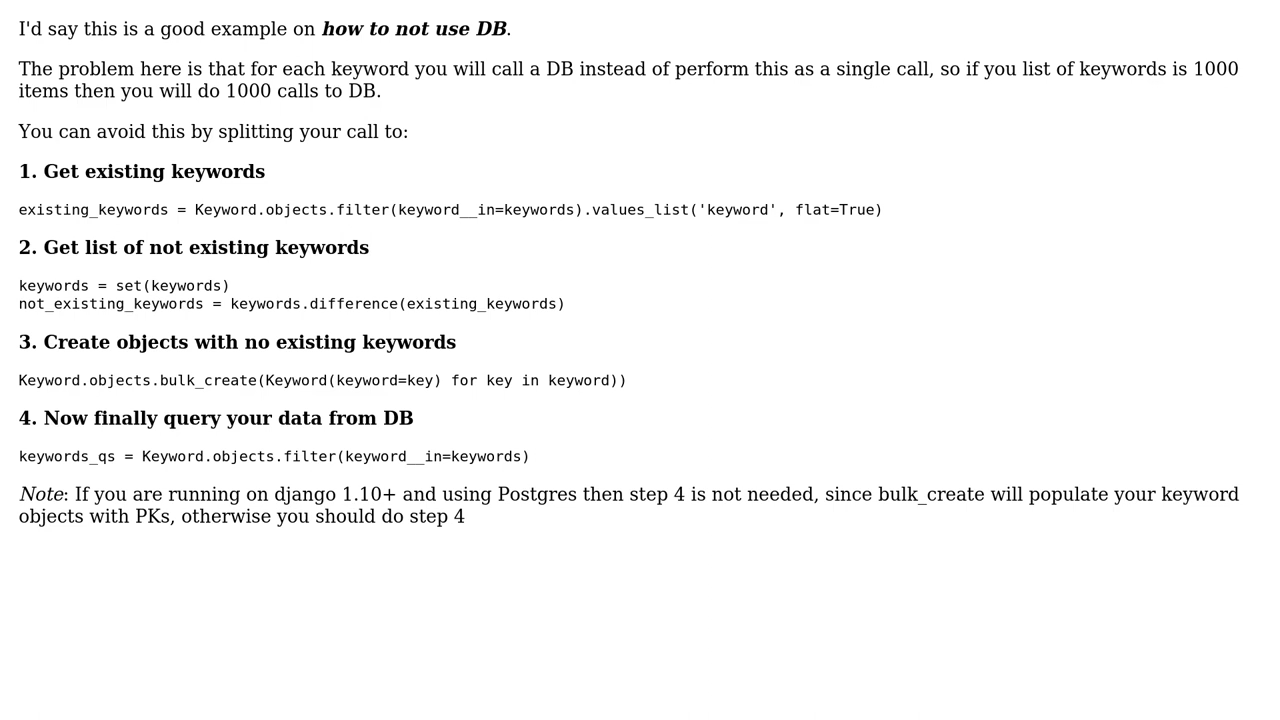 I'd say this is a good example on how to not use DB.
The problem here is that for each keyword you will call a DB instead of perform this as a single call, so if you list of keywords is 1000
items then you will do 1000 calls to DB.
You can avoid this by splitting your call to:
1. Get existing keywords
existing_keywords = Keyword.objects.filter(keyword__in=keywords).values_list('keyword', flat=True)
2. Get list of not existing keywords
keywords = set(keywords)
not_existing_keywords = keywords.difference(existing_keywords)
3. Create objects with no existing keywords
Keyword.objects.bulk_create(Keyword(keyword=key) for key in keyword))
4. Now finally query your data from DB
keywords_qs = Keyword.objects.filter(keyword__in=keywords)
Note: If you are running on django 1.10+ and using Postgres then step 4 is not needed, since bulk_create will populate your keyword
objects with PKs, otherwise you should do step 4